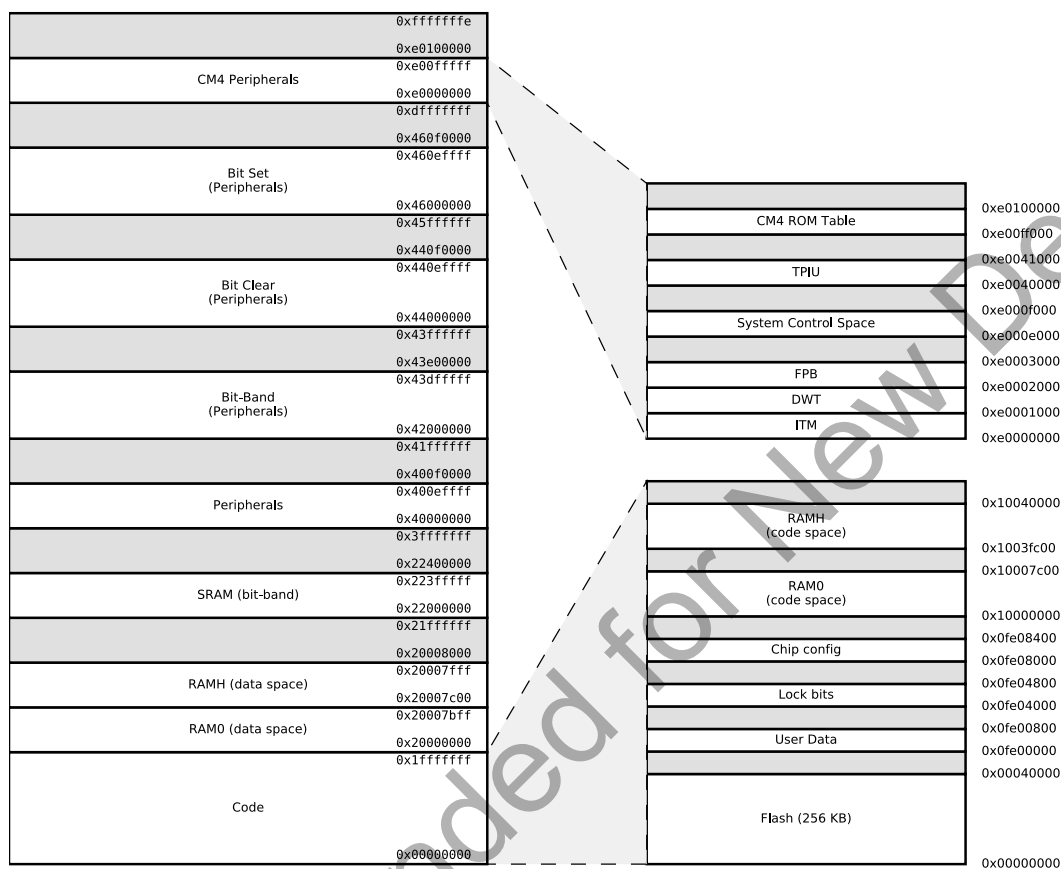 0xfffffffe
0xe0100000
0xe00fffff
CM4 Peripherals
0xe0000000
0xdfffffff
0x460f0000
0x460effff
Bit Set
(Peripherals)
0x46000000
0x45ffffff
0x440f0000
0x440effff
Bit Clear
(Peripherals)
0x44000000
0x43ffffff
0x43e00000
0x43dfffff
Bit-Band
(Peripherals)
0x42000000
0x41ffffff
0x400f0000
0x400effff
Peripherals
0x40000000
0x3fffffff
0x22400000
0x223fffff
SRAM (bit-band)
0x22000000
0x21ffffff
0x20008000
0x20007fff
RAMH (data space)
0x20007c00
0x20007bff
RAM0 (data space)
0x20000000
0x1fffffff
Code
0x00000000
0xe0100000
CM4 ROM Table
0xe00ff000
0xe0041000
TPIU
0xe0040000
0xe000f000
System Control Space
0xe000e000
0xe0003000
FPB
0xe0002000
DWT
0xe0001000
ITM
0xe0000000
0x10040000
RAMH
(code space)
0x1003fc00
0x10007c00
RAM0
(code space)
0x10000000
0x0fe08400
Chip config
0x0fe08000
0x0fe04800
Lock bits
0x0fe04000
0x0fe00800
User Data
0x0fe00000
0x00040000
Flash (256 KB)
0x00000000
nded for New De